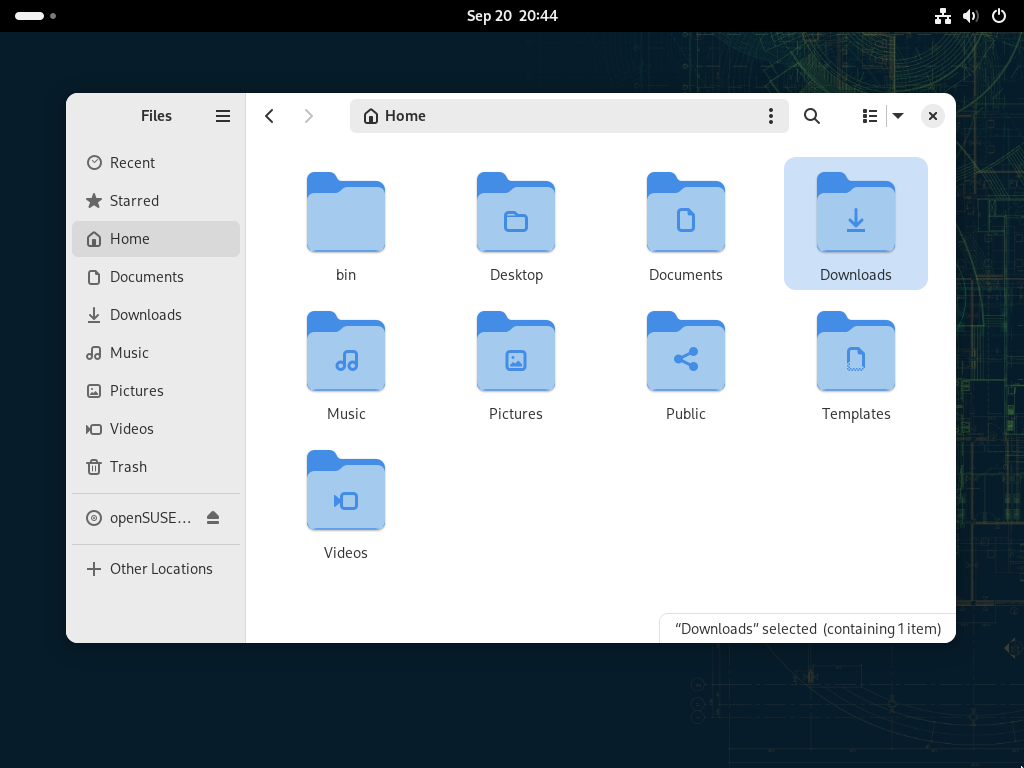 Sep 20 20:44
Files
Home
Recent
Starred
Home
Documents
Downloads
Music
Pictures
Videos
Trash
openSUSE...
Other Locations
bin
Desktop
Documents
Downloads
Music
Pictures
Public
Templates
Videos
“Downloads” selected (containing 1 item)